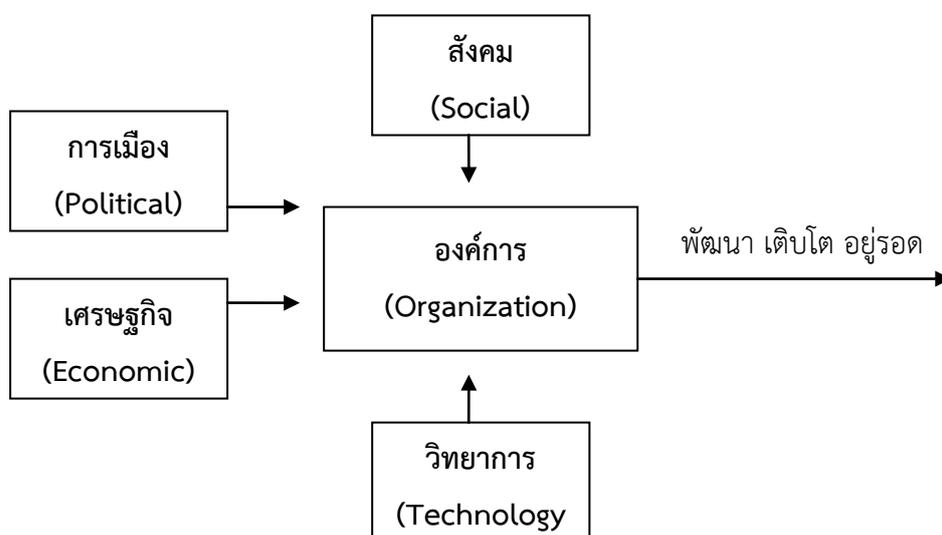 สังคม
(Social)
การเมือง
(Political)
องค์การ
(Organization)
พัฒนา เติบโต อยู่รอด
เศรษฐกิจ
(Economic)
วิทยาการ
(Technology